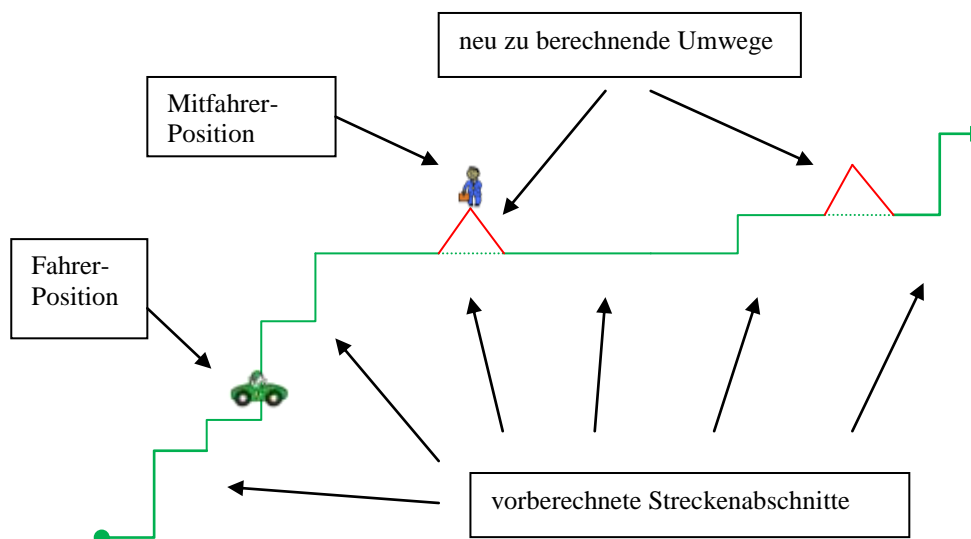 neu zu berechnende Umwege
Mitfahrer-
Position
Fahrer-
Position
vorberechnete Streckenabschnitte